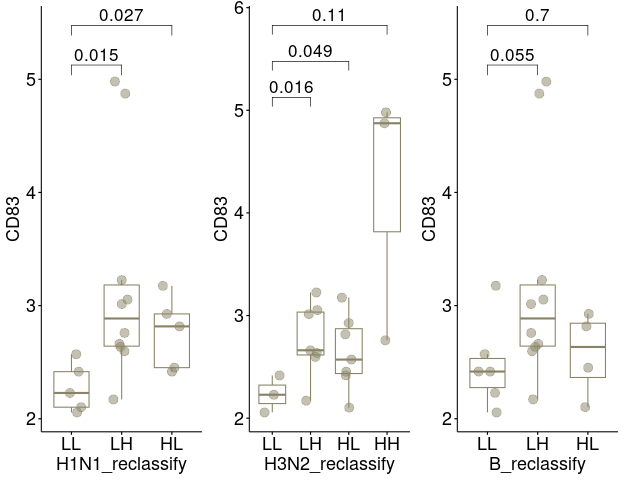 0.027
0.015
5
4
3
2
CD83
LL LH HL
H1N1_reclassify
0.11
0.049
0.016
6
5
4
3
2
CD83
LL LH HL HH
H3N2_reclassify
0.7
0.055
5
4
3
2
CD83
LL LH HL
B_reclassify